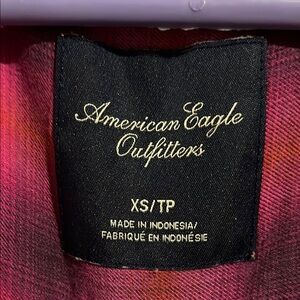 American Eagle
Outfitters
XS/TP
MADE IN INDONESIA/
FABRIQUÉ EN INDONÉSIE